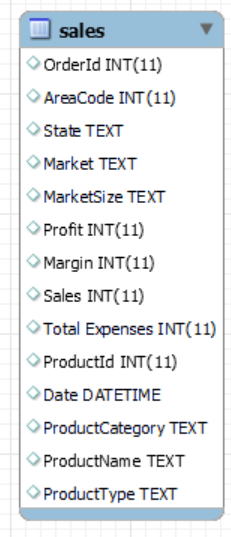 sales
OrderId INT(11)
AreaCode INT(11)
State TEXT
Market TEXT
MarketSize TEXT
Profit INT(11)
Margin INT(11)
Sales INT(11)
Total Expenses INT(11)
ProductId INT(11)
Date DATETIME
ProductCategory TEXT
ProductName TEXT
ProductType TEXT